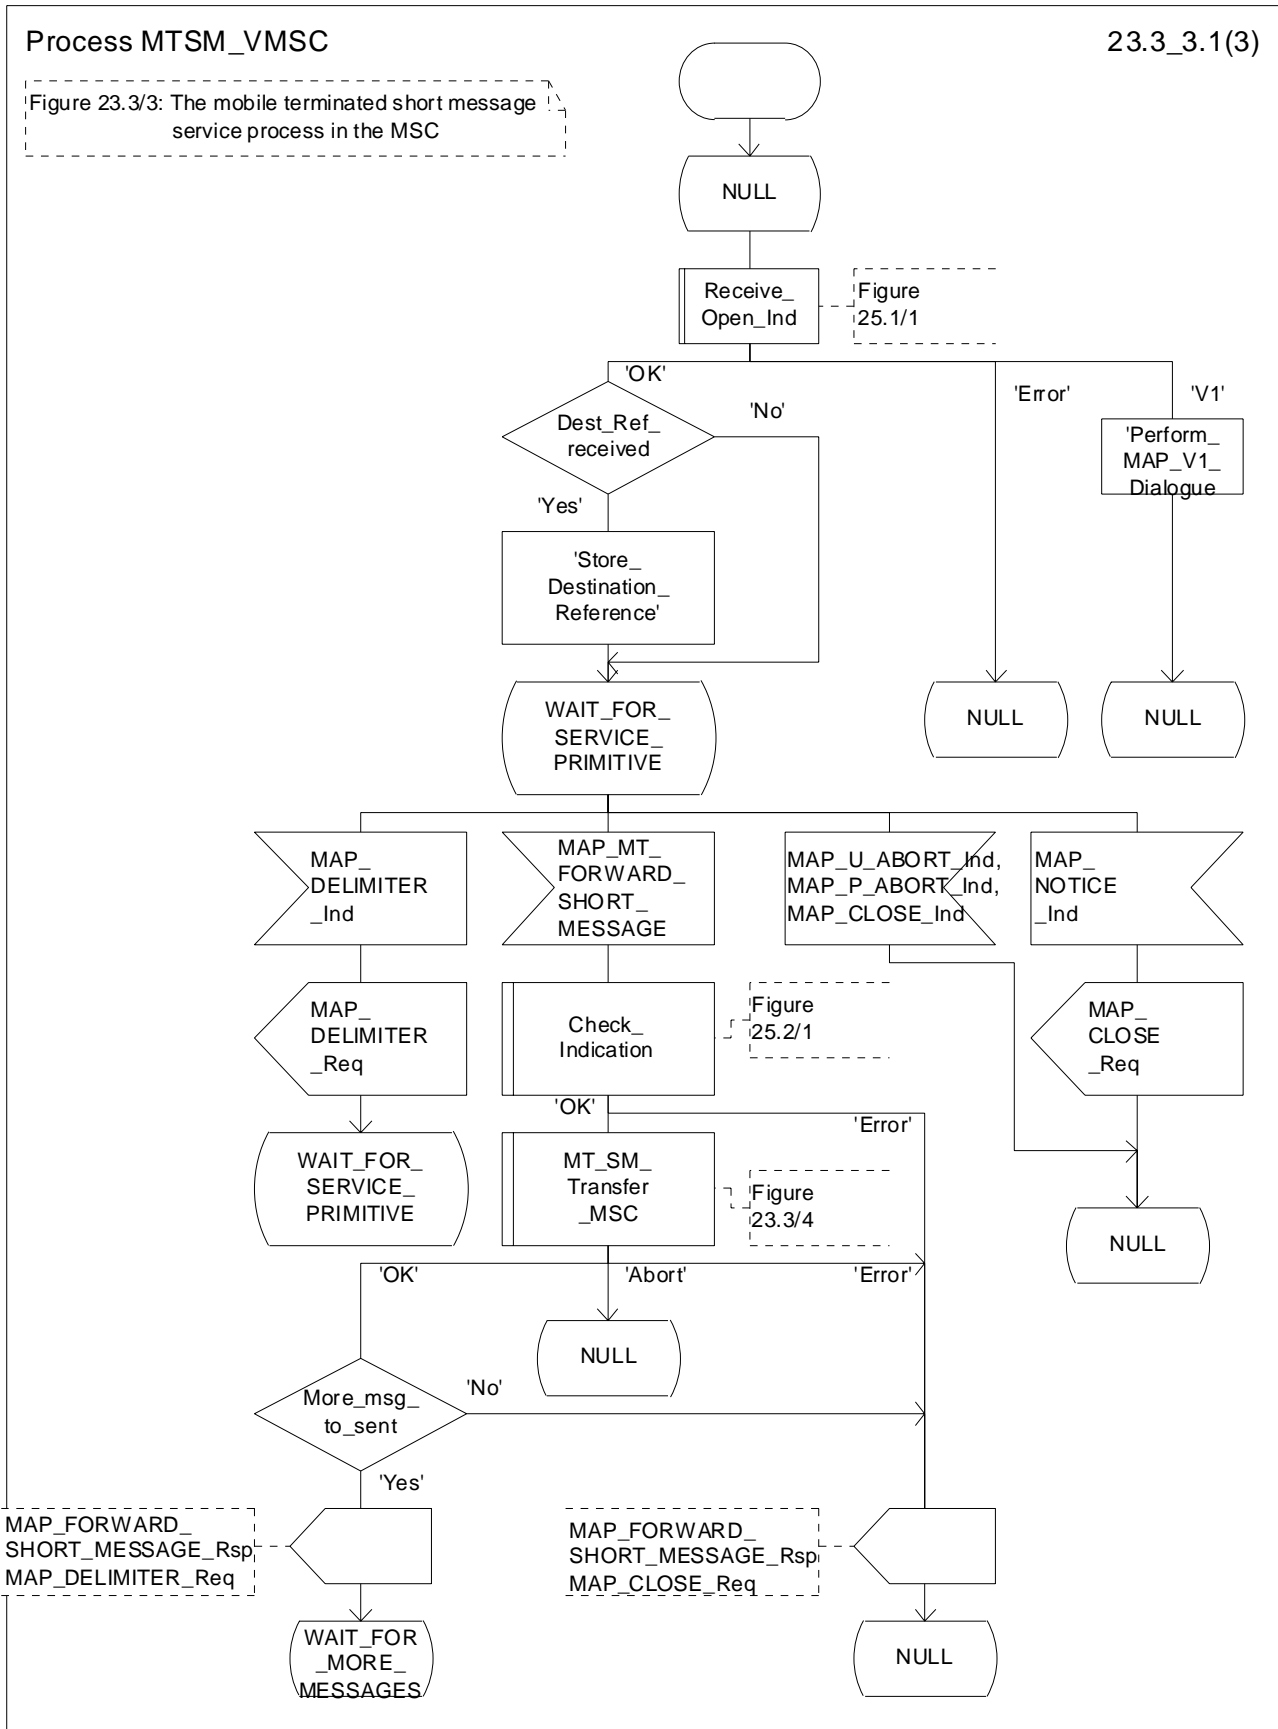 Process MTSM_VMSC
23.3_3.1(3)
Figure 23.3/3: The mobile terminated short message
service process in the MSC
NULL
Receive_
Open_Ind
Figure
25.1/1
'OK'
'Error'
'V1'
Dest_Ref_
received
'No'
'Perform_
MAP_V1_
Dialogue
'Yes'
'Store_
Destination_
Reference'
WAIT_FOR_
SERVICE_
PRIMITIVE
NULL
NULL
MAP_
DELIMITER
_Ind
MAP_MT_
FORWARD_
SHORT_
MESSAGE
MAP_U_ABORT_Ind,
MAP_P_ABORT_Ind,
MAP_CLOSE_Ind
MAP_
NOTICE
_Ind
MAP_
DELIMITER
_Req
Check_
Indication
Figure
25.2/1
MAP_
CLOSE
_Req
'OK'
'Error'
WAIT_FOR_
SERVICE_
PRIMITIVE
MT_SM_
Transfer
_MSC
Figure
23.3/4
NULL
'OK'
'Abort'
'Error'
NULL
More_msg_
to_sent
'No'
'Yes'
MAP_FORWARD_
SHORT_MESSAGE_Rsp
MAP_DELIMITER_Req
MAP_FORWARD_
SHORT_MESSAGE_Rsp
MAP_CLOSE_Req
WAIT_FOR
_MORE_
MESSAGES
NULL